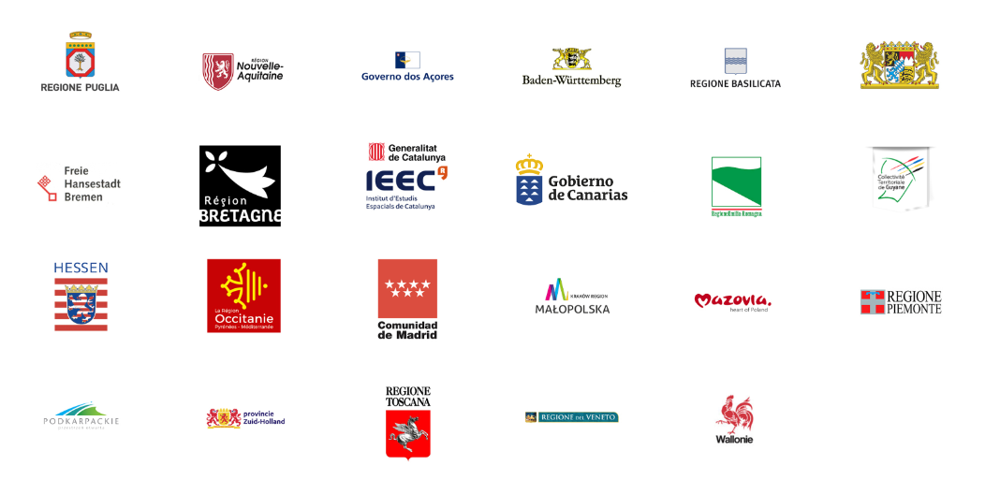 REGIONE PUGLIA
RÉGION
Nouvelle-
Aquitaine
Governo dos Açores
Baden-Württemberg
REGIONE BASILICATA
Freie
Hansestadt
Bremen
Région
BRETAGNE
Generalitat
de Catalunya
IEEC
R
Institut d'Estudis
Espacials de Catalunya
Gobierno
de Canarias
RegioneEmilia-Romagna
Collectivité
Territoriale
de Guyane
HESSEN
La Région
Occitanie
Pyrénées - Méditerranée
Comunidad
de Madrid
KRAKÓW REGION
MAŁOPOLSKA
mazovia.
heart of Poland
REGIONE
PIEMONTE
PODKARPACKIE
provincie
Zuid-Holland
REGIONE
TOSCANA
REGIONE DEL VENETO
Wallonie